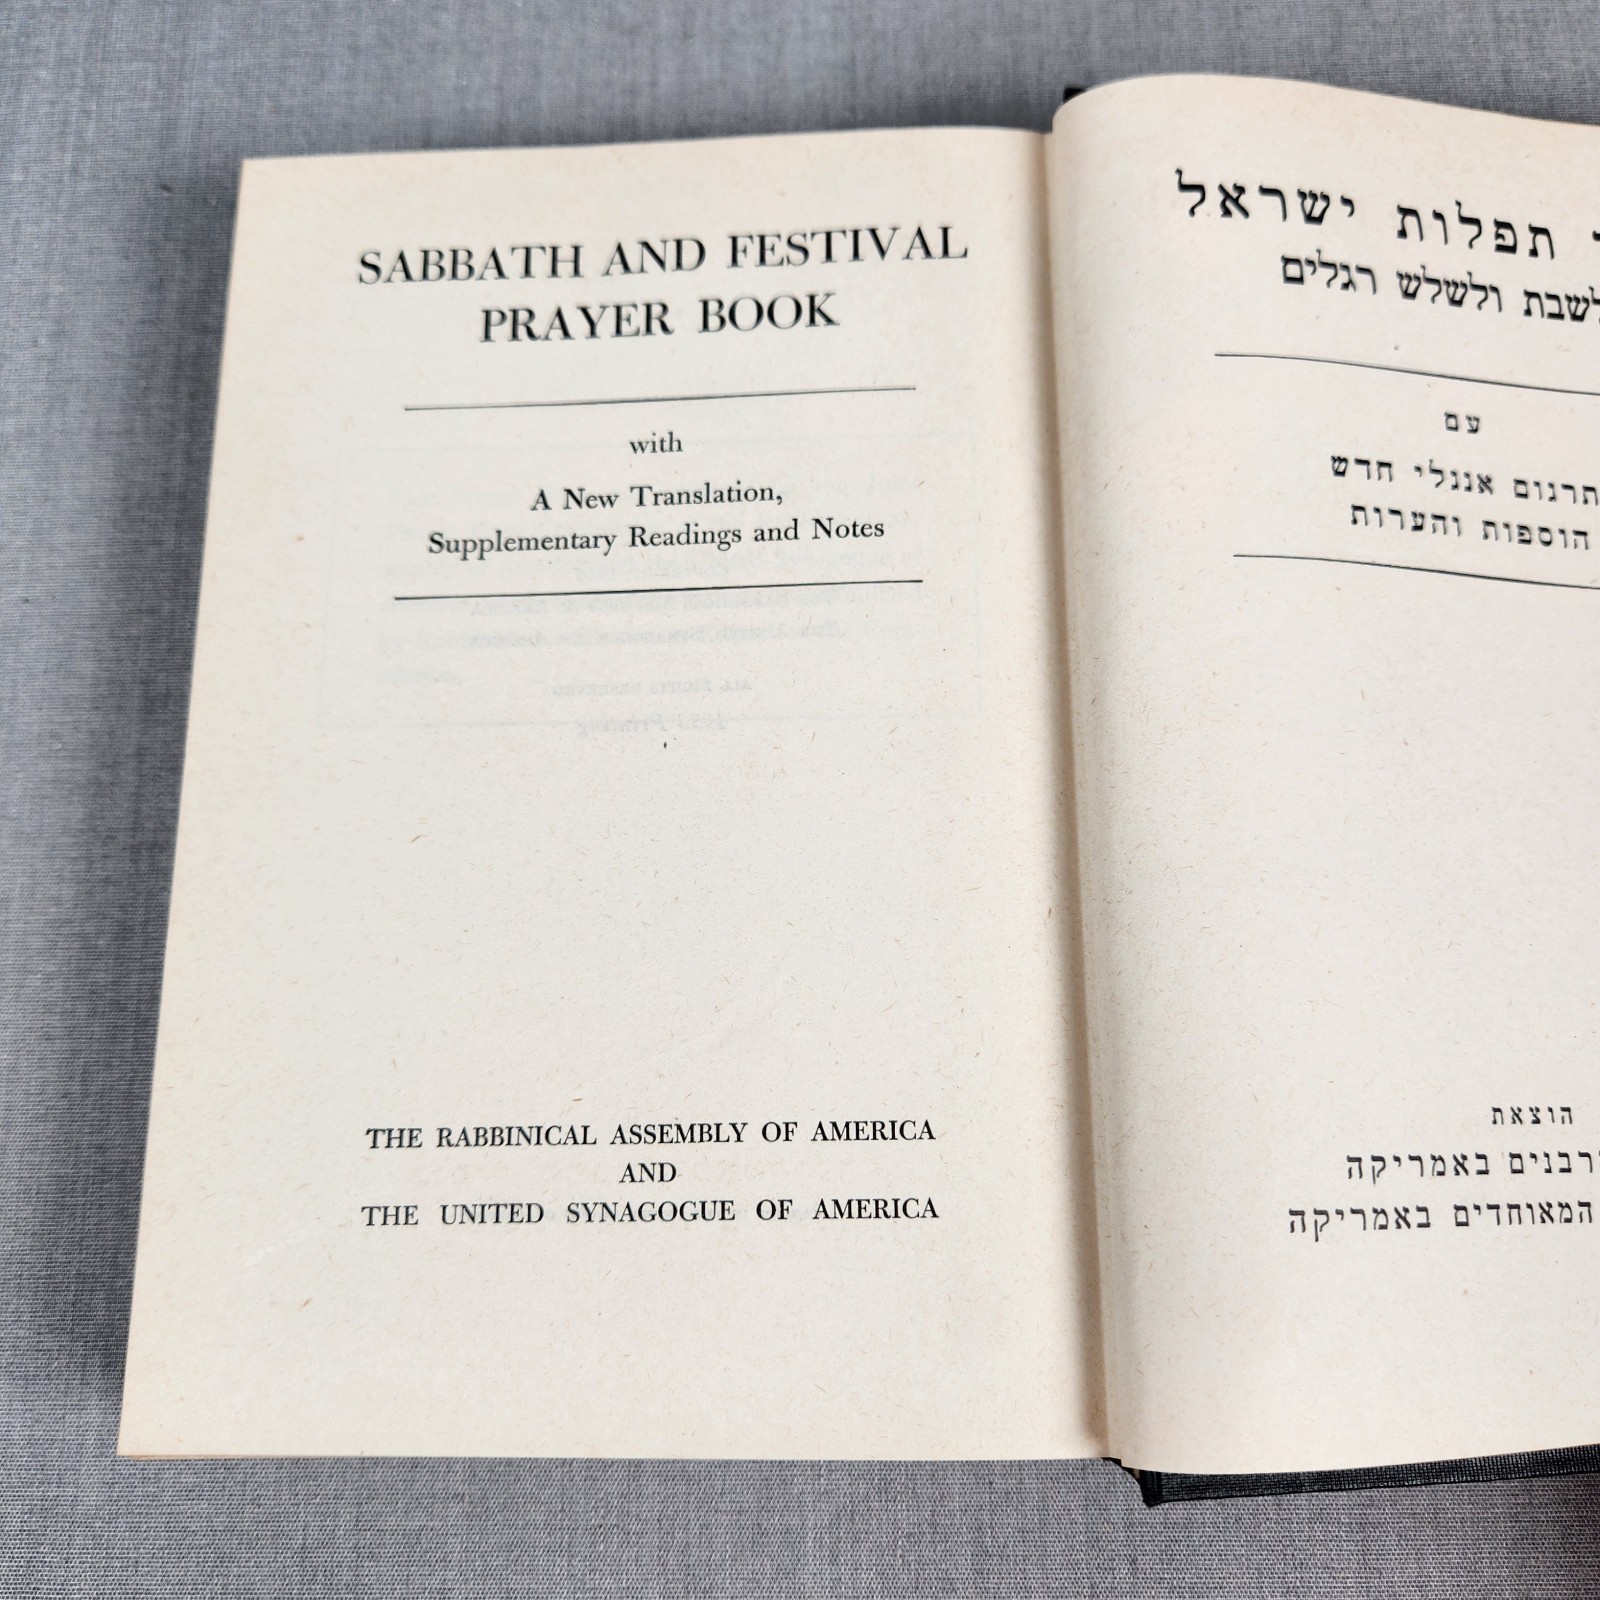 SABBATH AND FESTIVAL
PRAYER BOOK
with
A New Translation,
Supplementary Readings and Notes
THE RABBINICAL ASSEMBLY OF AMERICA
AND
THE UNITED SYNAGOGUE OF AMERICA
תפלות ישראל
לשבת ולשלש רגלים
עם
תרגום אנגלי חדש
הוספות והערות
הוצאת
רבנים באמריקה
המאוחדים באמריקה